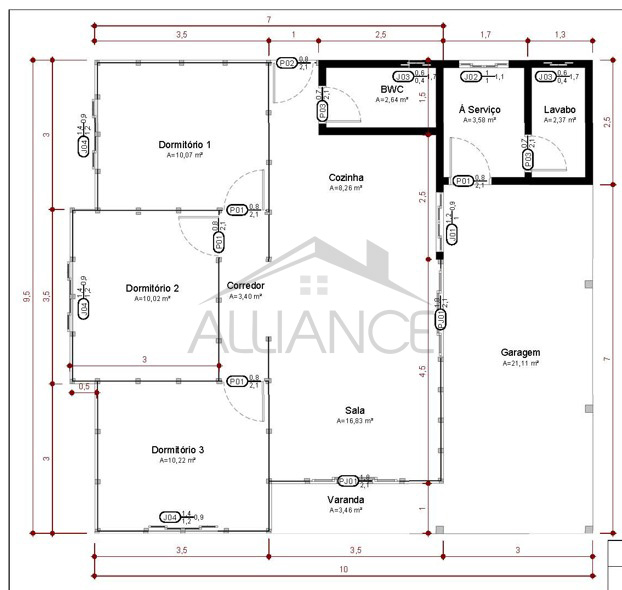 7
3,5
1
2,5
1,7
1,3
P02
0,8
2,1
J03
0,6
0,4
1,7
J02
1
1
1,1
J03
0,6
0,4
1,7
BWC
A=2,64 m²
1,5
P03
0,7
2,1
Á Serviço
A=3,58 m²
Lavabo
A=2,37 m²
2,5
3
J04
1,4
1,2
0,9
Dormitório 1
A=10,07 m²
Cozinha
A=8,26 m²
P03
0,7
2,1
P01
0,8
2,1
2,5
P01
0,8
2,1
P01
0,8
2,1
J01
1,2
1
0,9
9,5
3,5
J04
1,4
1,2
0,9
Dormitório 2
A=10,02 m²
Corredor
A=3,40 m²
PJ01
1,8
2,1
ALLIANCE
Garagem
A=21,11 m²
7
3
0,5
P01
0,8
2,1
4,5
Sala
A=16,83 m²
3
Dormitório 3
A=10,22 m²
PJ01
1,8
2,1
J04
1,4
1,2
0,9
Varanda
A=3,46 m²
1
3,5
3,5
3
10